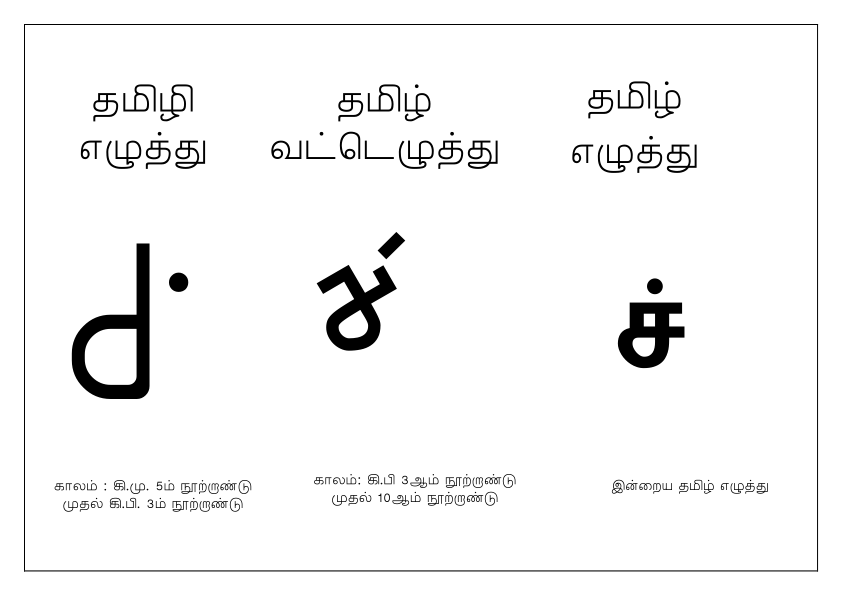 தமிழி
எழுத்து
தமிழ்
வட்டெழுத்து
தமிழ்
எழுத்து
ச்
காலம் : கி.மு. 5ம் நூற்றாண்டு
முதல் கி.பி. 3ம் நூற்றாண்டு
காலம்: கி.பி 3ஆம் நூற்றாண்டு
முதல் 10ஆம் நூற்றாண்டு
இன்றைய தமிழ் எழுத்து